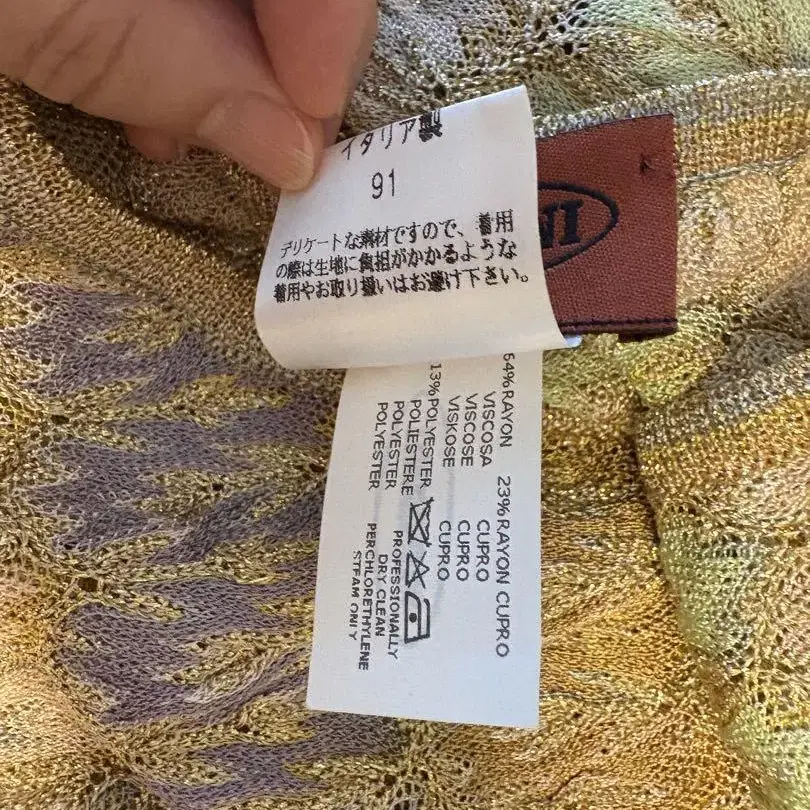 イタリア製
91
デリケートな素材ですので、着用
の際は生地に負担がかかるような
着用やお取り扱いはお避け下さい。
NI
64%RAYON
VISCOSA
VISCOSE
VISKOSE
13%POLYESTER
POLIESTERE
POLYESTER
POLYESTER
23%RAYON CUPRO
CUPRO
CUPRO
CUPRO
PROFESSIONALLY
DRY CLEAN
PERCHLORETHYLENE
STEAM ONLY